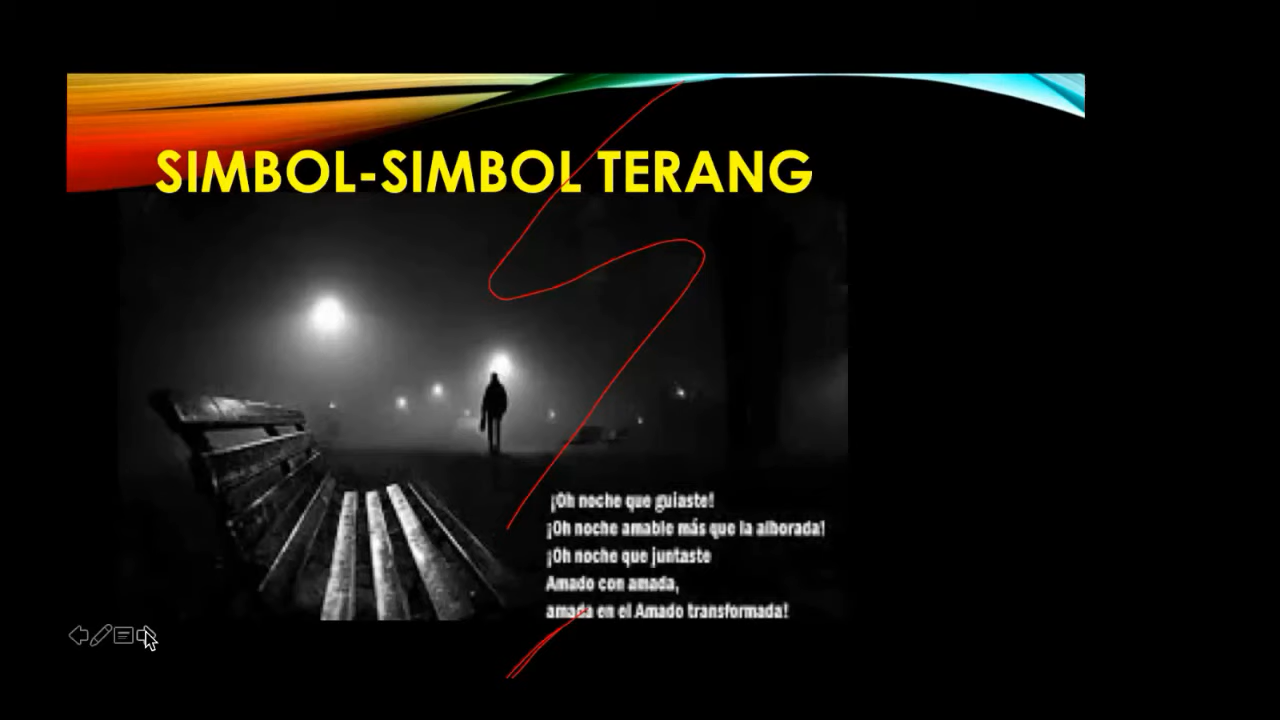 SIMBOL-SIMBOL TERANG
¡Oh noche que guiaste!
¡Oh noche amable más que la alborada!
¡Oh noche que juntaste
Amado con amada,
amada en el Amado transformada!